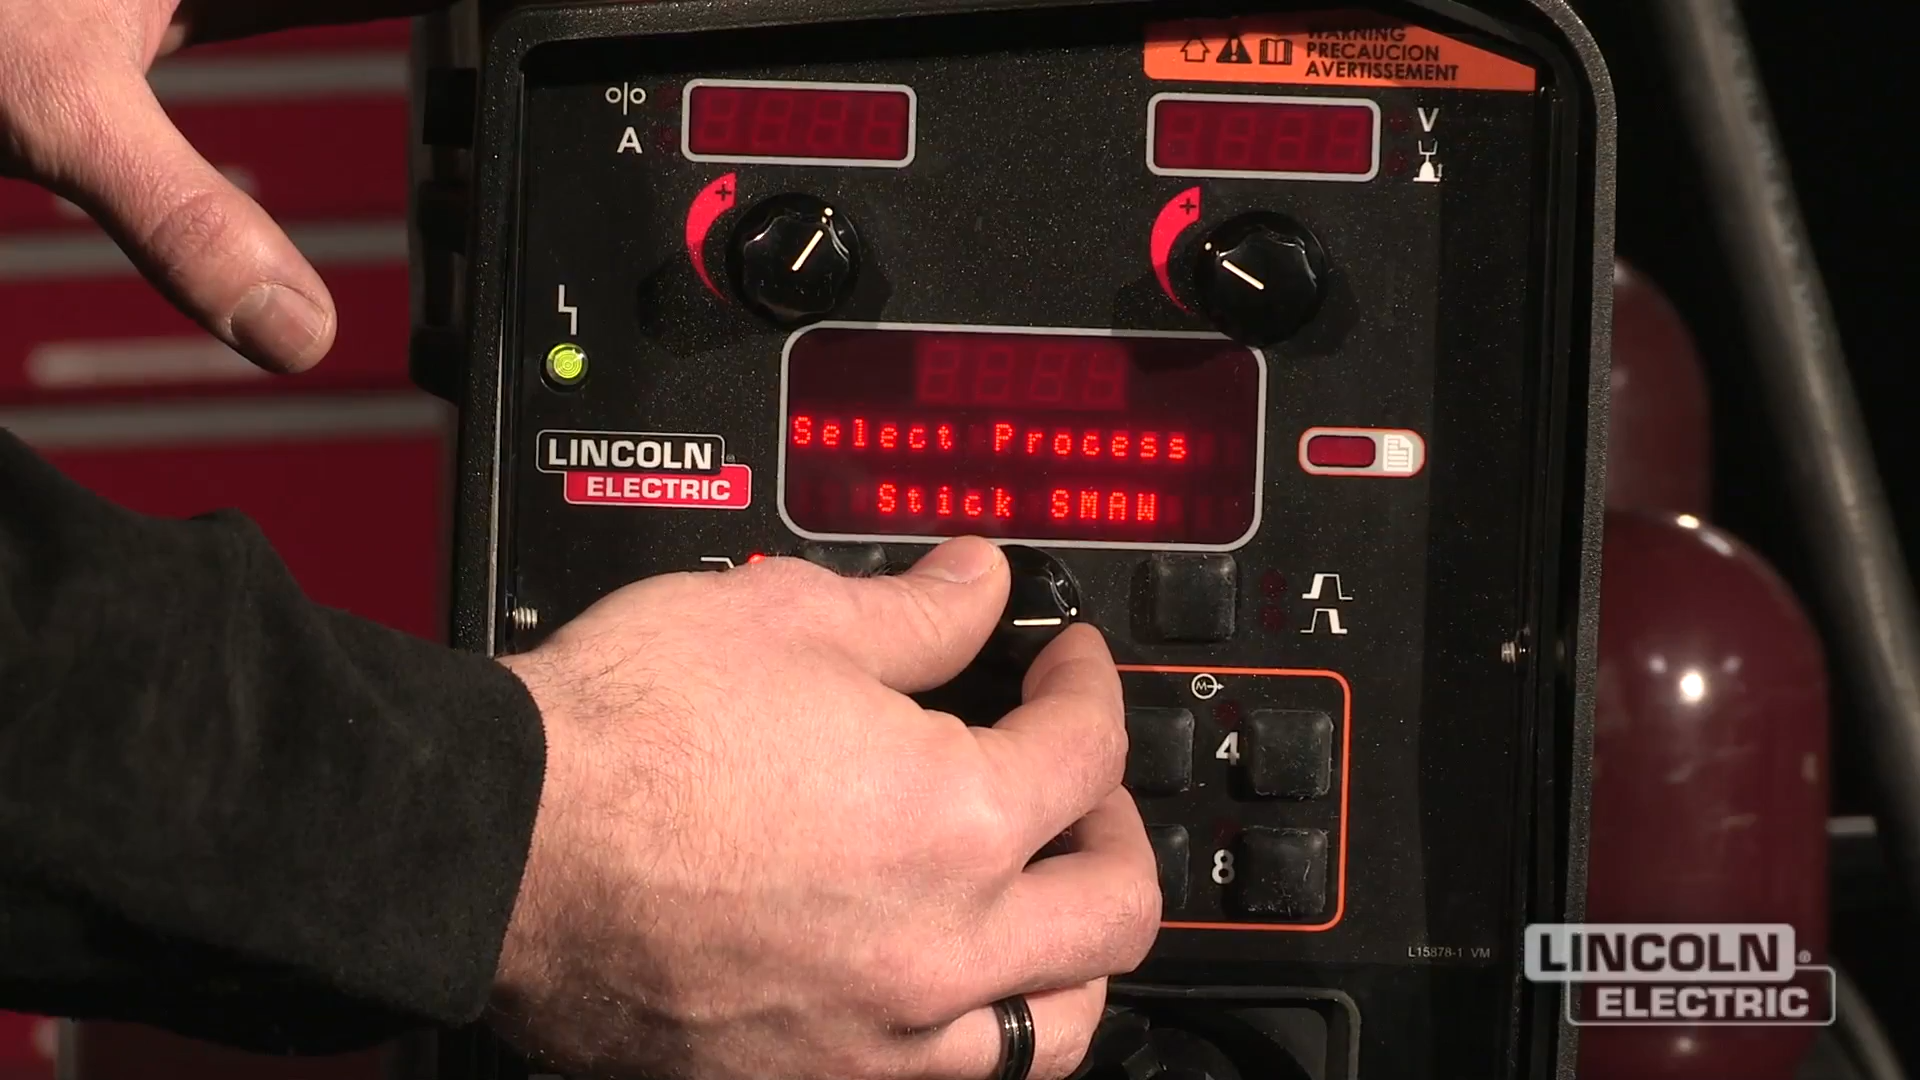 WARNING
PRECAUCION
AVERTISSEMENT
A
V
+
+
LINCOLN
ELECTRIC
Select Process
Stick SMAW
M
4
8
L15878-1 VM
LINCOLN ®
ELECTRIC